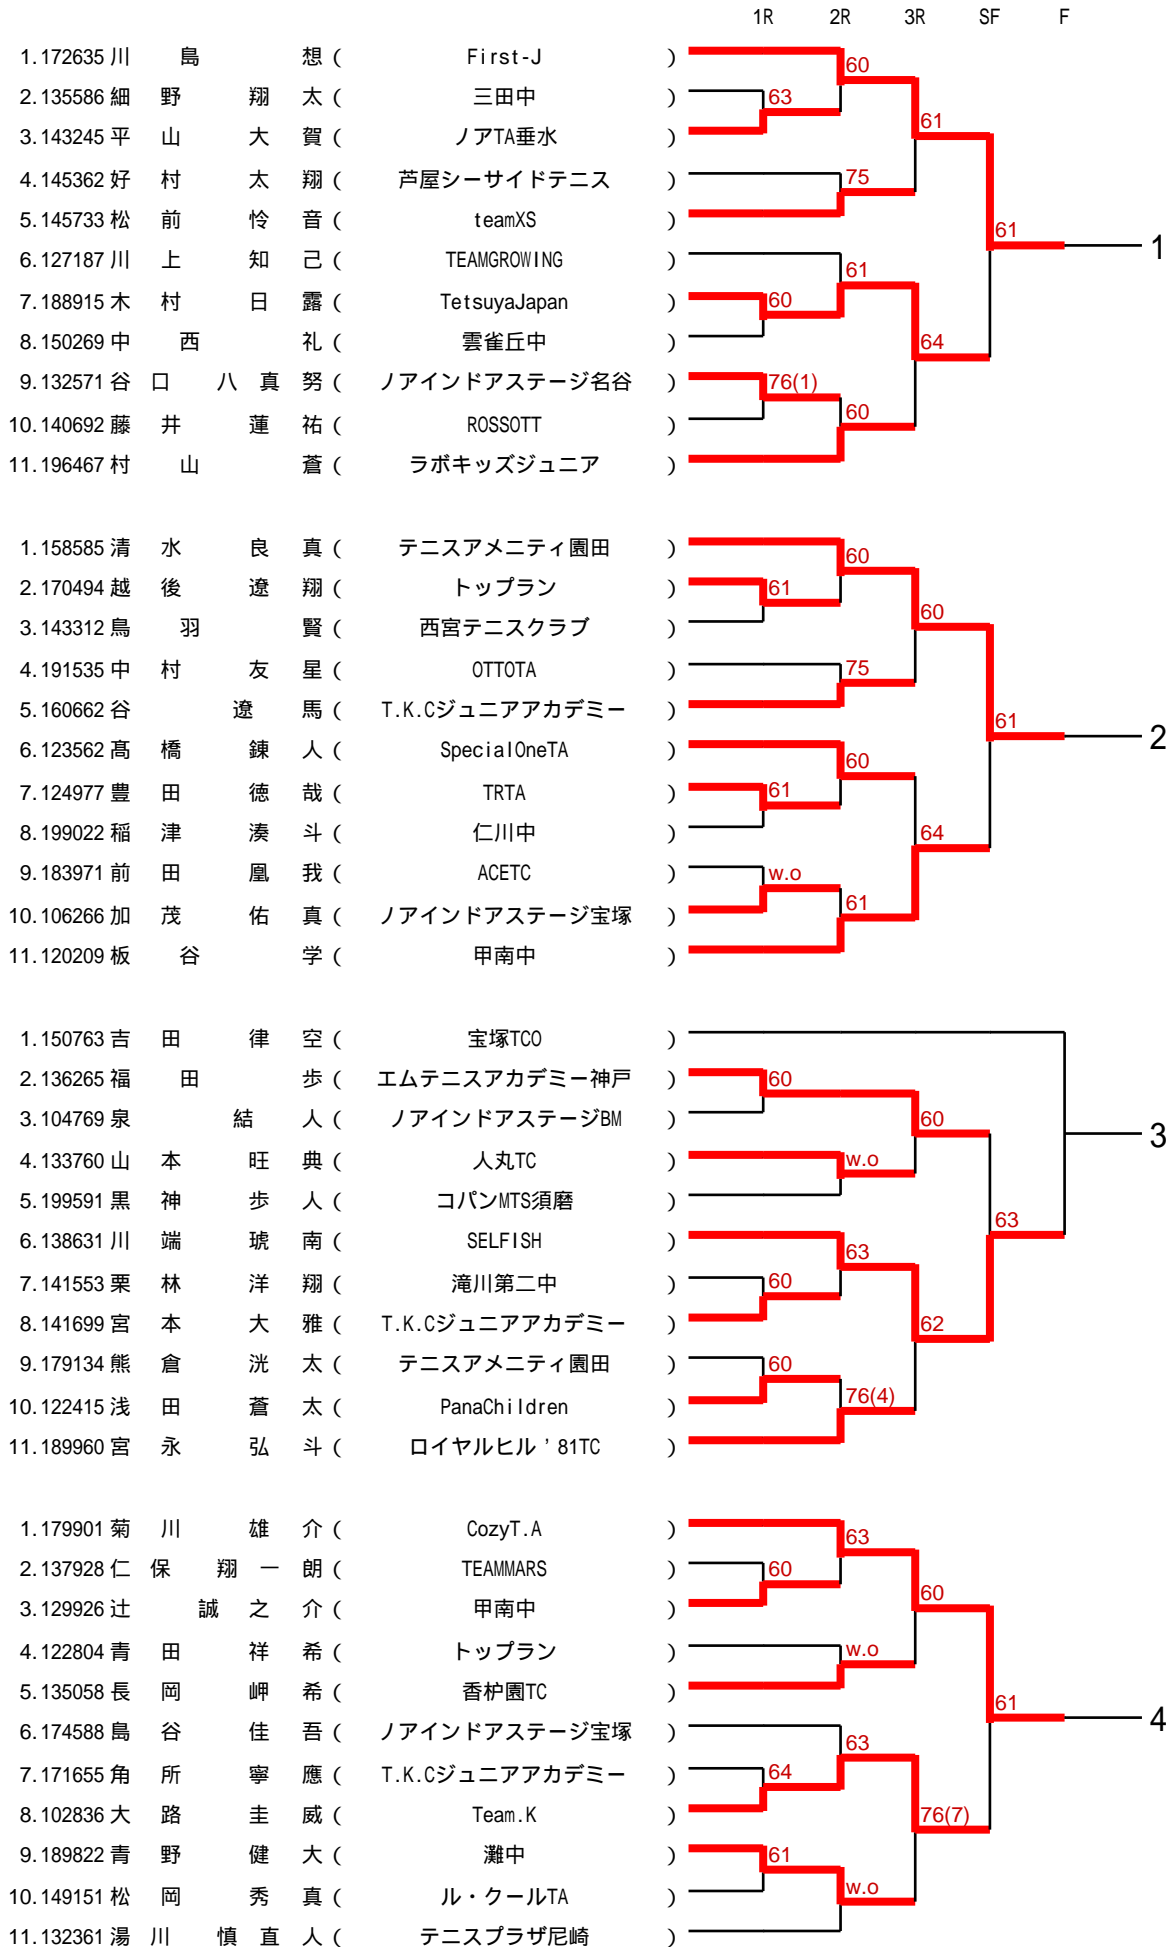 1R 2R 3R SF F
1.172635 川 島 想 ( First-J ) 60
2.135586 細 野 翔 太 ( 三田中 ) 63
3.143245 平 山 大 賀 ( ノアTA垂水 ) 61
4.145362 好 村 太 翔 ( 芦屋シーサイドテニス ) 75
5.145733 松 前 怜 音 ( teamXS ) 61 1
6.127187 川 上 知 己 ( TEAMGROWING ) 61
7.188915 木 村 日 露 ( TetsuyaJapan ) 60
8.150269 中 西 礼 ( 雲雀丘中 ) 64
9.132571 谷 口 八 真 努 ( ノアインドアステージ名谷 ) 76(1)
10.140692 藤 井 蓮 祐 ( ROSSOTT ) 60
11.196467 村 山 蒼 ( ラボキッズジュニア )
1.158585 清 水 良 真 ( テニスアメニティ園田 ) 60
2.170494 越 後 遼 翔 ( トップラン ) 61
3.143312 鳥 羽 賢 ( 西宮テニスクラブ ) 60
4.191535 中 村 友 星 ( OTTOTA ) 75
5.160662 谷 遼 馬 ( T.K.Cジュニアアカデミー ) 61 2
6.123562 髙 橋 錬 人 ( SpecialOneTA ) 60
7.124977 豊 田 徳 哉 ( TRTA ) 61
8.199022 稲 津 湊 斗 ( 仁川中 ) 64
9.183971 前 田 凰 我 ( ACETC ) w.o
10.106266 加 茂 佑 真 ( ノアインドアステージ宝塚 ) 61
11.120209 板 谷 学 ( 甲南中 )
1.150763 吉 田 律 空 ( 宝塚TCO )
2.136265 福 田 歩 ( エムテニスアカデミー神戸 ) 60
3.104769 泉 結 人 ( ノアインドアステージBM ) 60 3
4.133760 山 本 旺 典 ( 人丸TC ) w.o
5.199591 黒 神 歩 人 ( コパンMTS須磨 )
6.138631 川 端 琥 南 ( SELFISH ) 63 63
7.141553 栗 林 洋 翔 ( 滝川第二中 ) 60
8.141699 宮 本 大 雅 ( T.K.Cジュニアアカデミー ) 62
9.179134 熊 倉 洸 太 ( テニスアメニティ園田 ) 60
10.122415 浅 田 蒼 太 ( PanaChildren ) 76(4)
11.189960 宮 永 弘 斗 ( ロイヤルヒル'81TC )
1.179901 菊 川 雄 介 ( CozyT.A ) 63
2.137928 仁 保 翔 一 朗 ( TEAMMARS ) 60
3.129926 辻 誠 之 介 ( 甲南中 ) 60
4.122804 青 田 祥 希 ( トップラン ) w.o
5.135058 長 岡 岬 希 ( 香枦園TC ) 61 4
6.174588 島 谷 佳 吾 ( ノアインドアステージ宝塚 ) 63
7.171655 角 所 寧 應 ( T.K.Cジュニアアカデミー ) 64
8.102836 大 路 圭 威 ( Team.K ) 76(7)
9.189822 青 野 健 大 ( 灘中 ) 61
10.149151 松 岡 秀 真 ( ル・クールTA ) w.o
11.132361 湯 川 慎 直 人 ( テニスプラザ尼崎 )